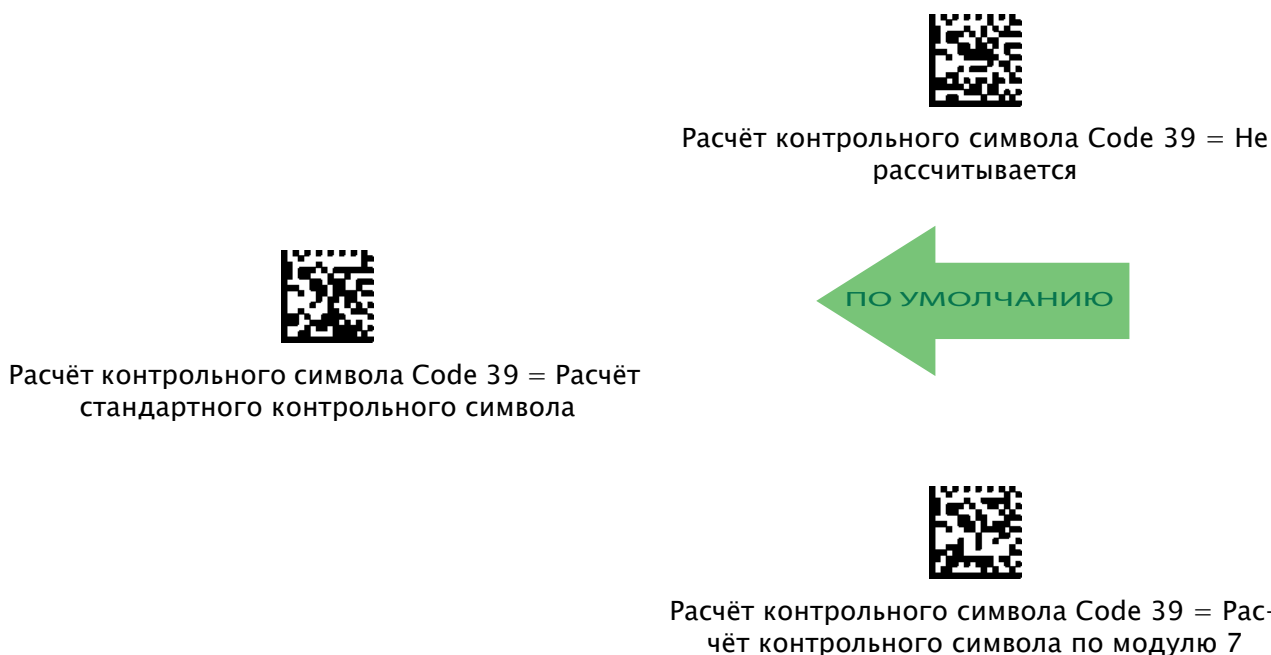 Расчёт контрольного символа Code 39 = Не
рассчитывается
ПО УМОЛЧАНИЮ
Расчёт контрольного символа Code 39 = Расчёт
стандартного контрольного символа
Расчёт контрольного символа Code 39 = Рас-
чёт контрольного символа по модулю 7